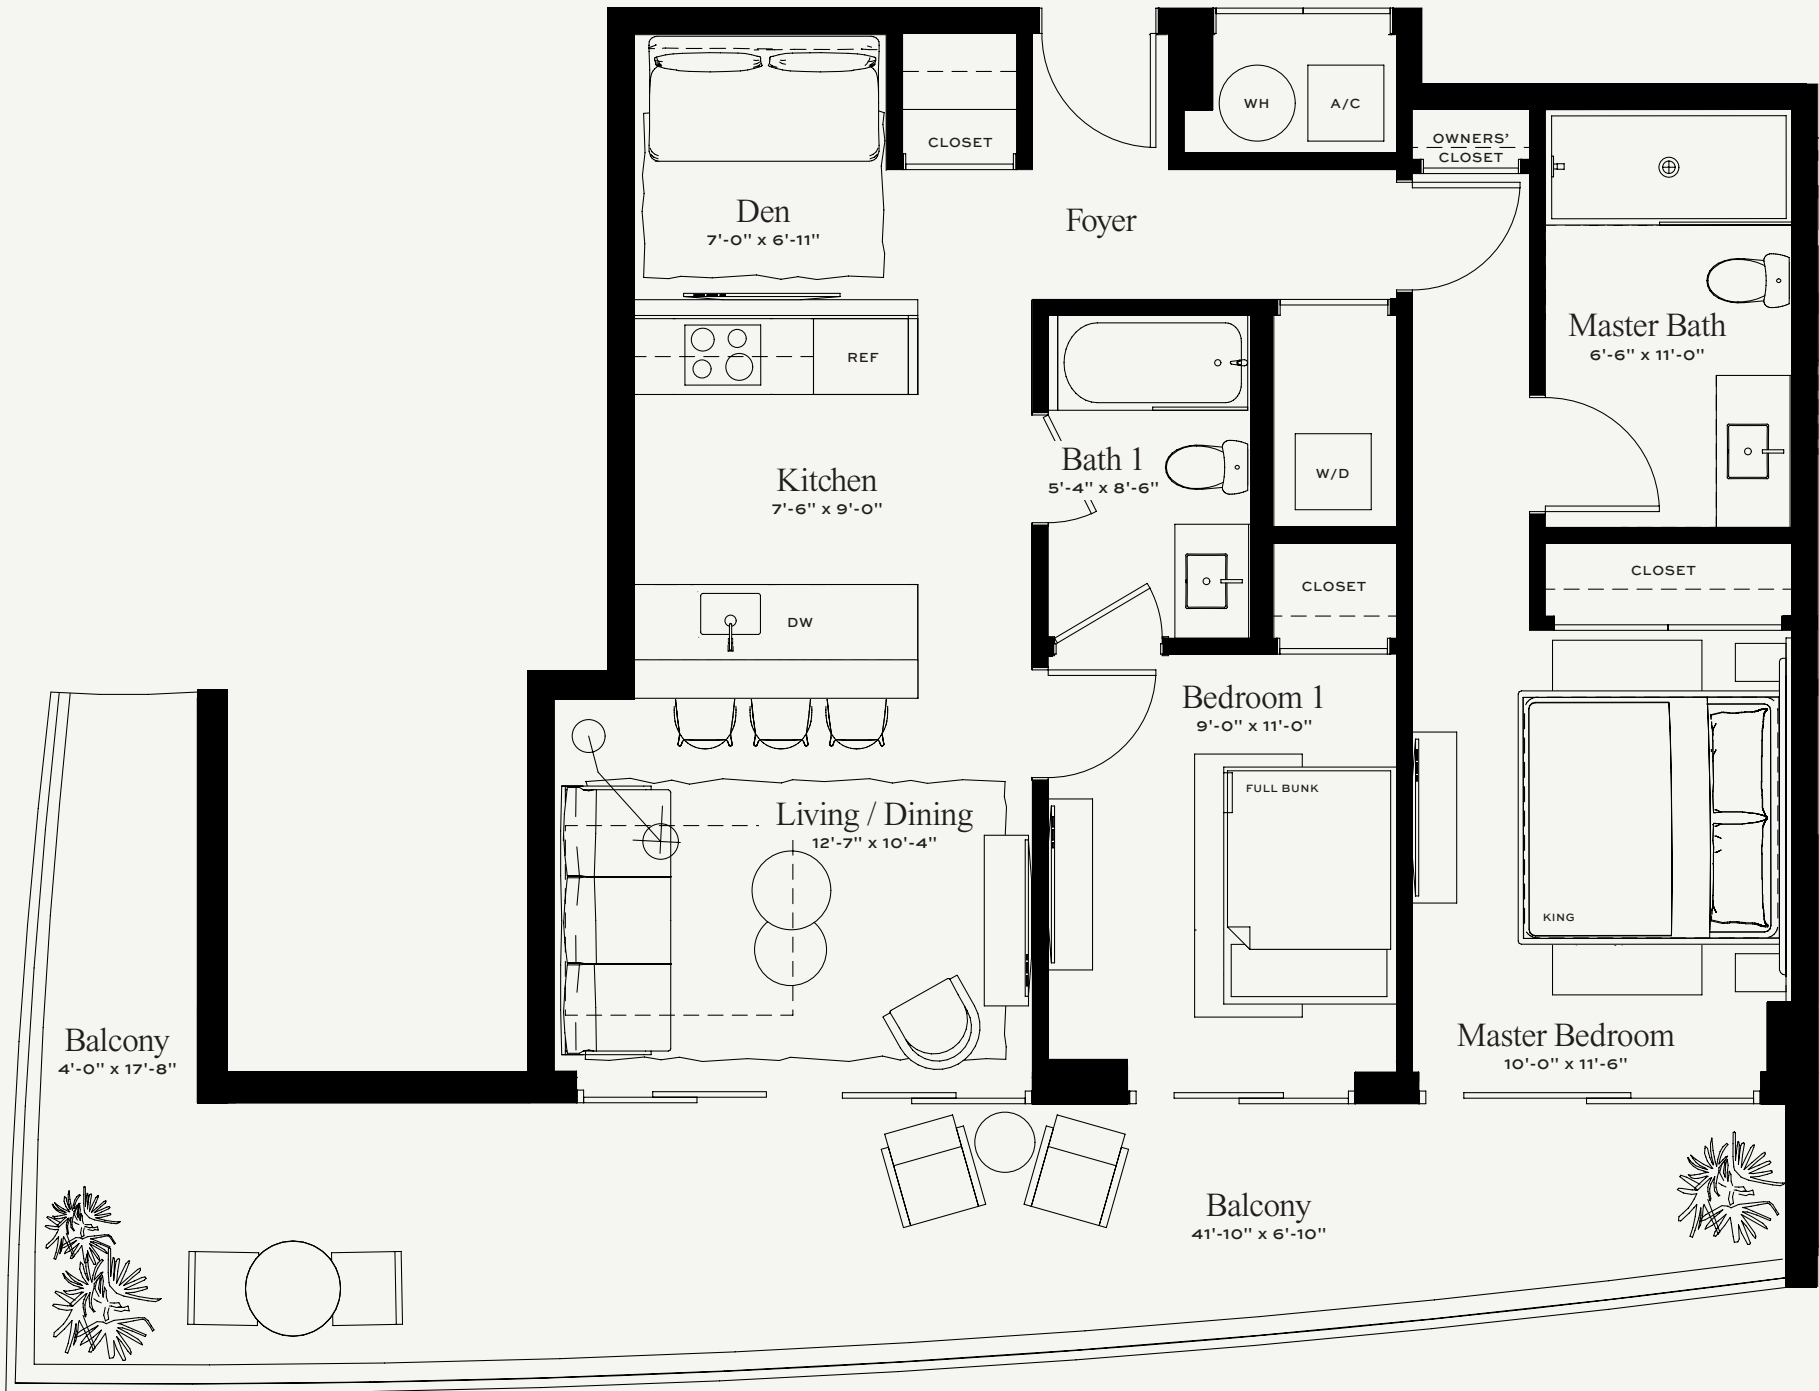 WH
A/C
CLOSET
OWNERS'
CLOSET
Den
7'-0" x 6'-11"
Foyer
Master Bath
6'-6" x 11'-0"
REF
Bath 1
5'-4" x 8'-6"
W/D
Kitchen
7'-6" x 9'-0"
CLOSET
CLOSET
DW
Bedroom 1
9'-0" x 11'-0"
FULL BUNK
Living / Dining
12'-7" x 10'-4"
KING
Balcony
4'-0" x 17'-8"
Master Bedroom
10'-0" x 11'-6"
Balcony
41'-10" x 6'-10"